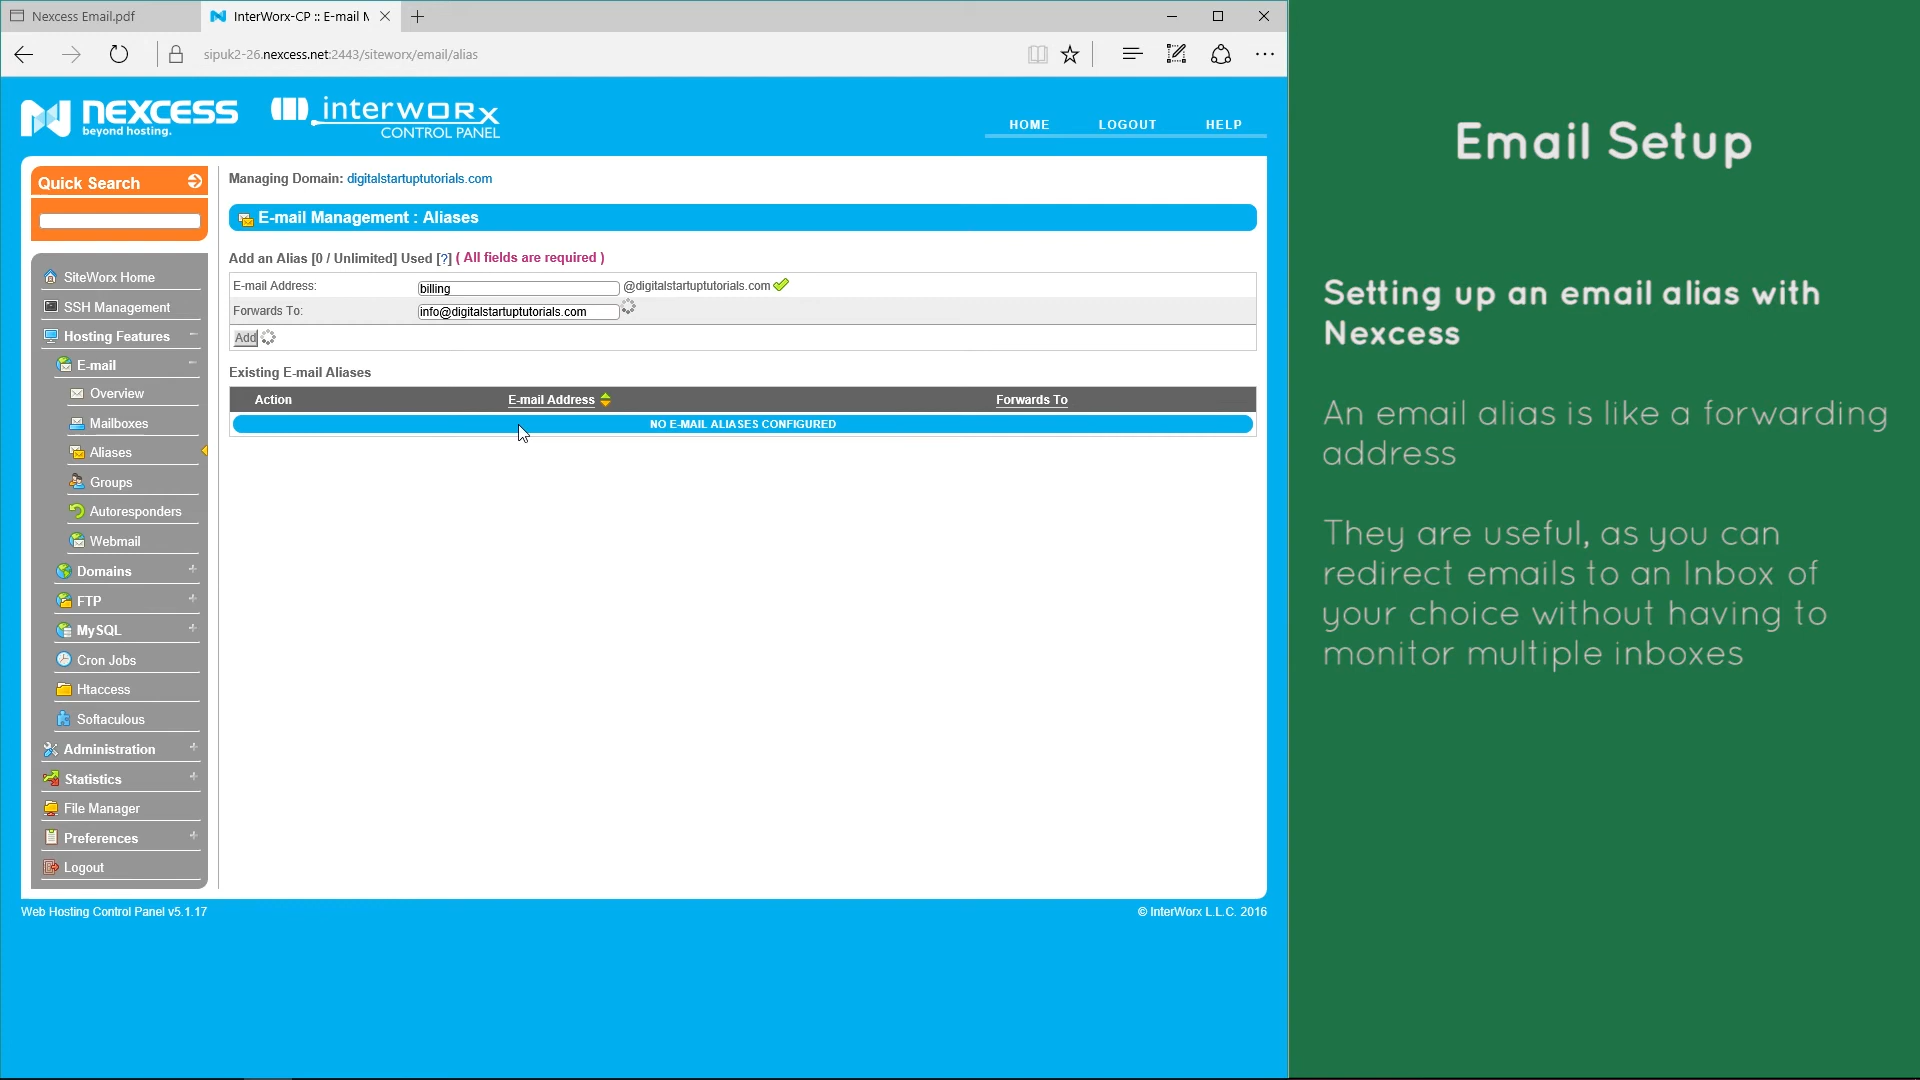 Nexcess Email.pdf
InterWorx-CP :: E-mail M
sipuk2-26.nexcess.net:2443/siteworx/email/alias
NEXCESS
beyond hosting.
interworx
CONTROL PANEL
HOME LOGOUT HELP
Quick Search
SiteWorx Home
SSH Management
Hosting Features
E-mail
Overview
Mailboxes
Aliases
Groups
Autoresponders
Webmail
Domains
FTP
MySQL
Cron Jobs
Htaccess
Softaculous
Administration
Statistics
File Manager
Preferences
Logout
Managing Domain: digitalstartuptutorials.com
E-mail Management : Aliases
Add an Alias [0 / Unlimited] Used [?] ( All fields are required )
E-mail Address: billing @digitalstartuptutorials.com
Forwards To: info@digitalstartuptutorials.com
Add
Existing E-mail Aliases
Action E-mail Address Forwards To
NO E-MAIL ALIASES CONFIGURED
Web Hosting Control Panel v5.1.17
© InterWorx L.L.C. 2016
Email Setup
Setting up an email alias with
Nexcess
An email alias is like a forwarding
address
They are useful, as you can
redirect emails to an Inbox of
your choice without having to
monitor multiple inboxes